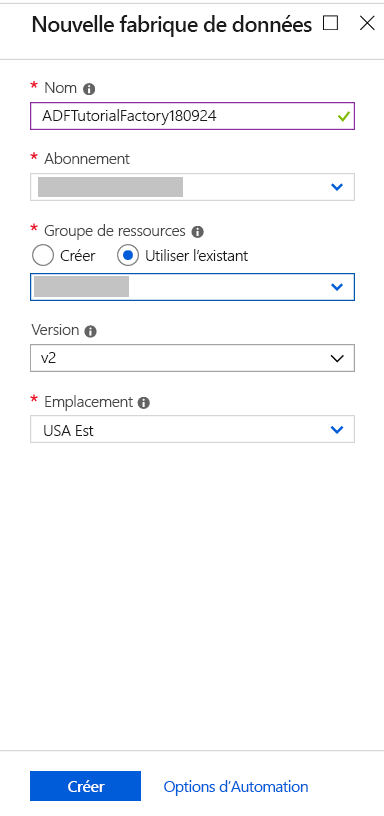 Nouvelle fabrique de données
* Nom
ADFTutorialFactory180924
* Abonnement
* Groupe de ressources
Créer Utiliser l'existant
Version
v2
* Emplacement
USA Est
Créer Options d'Automation